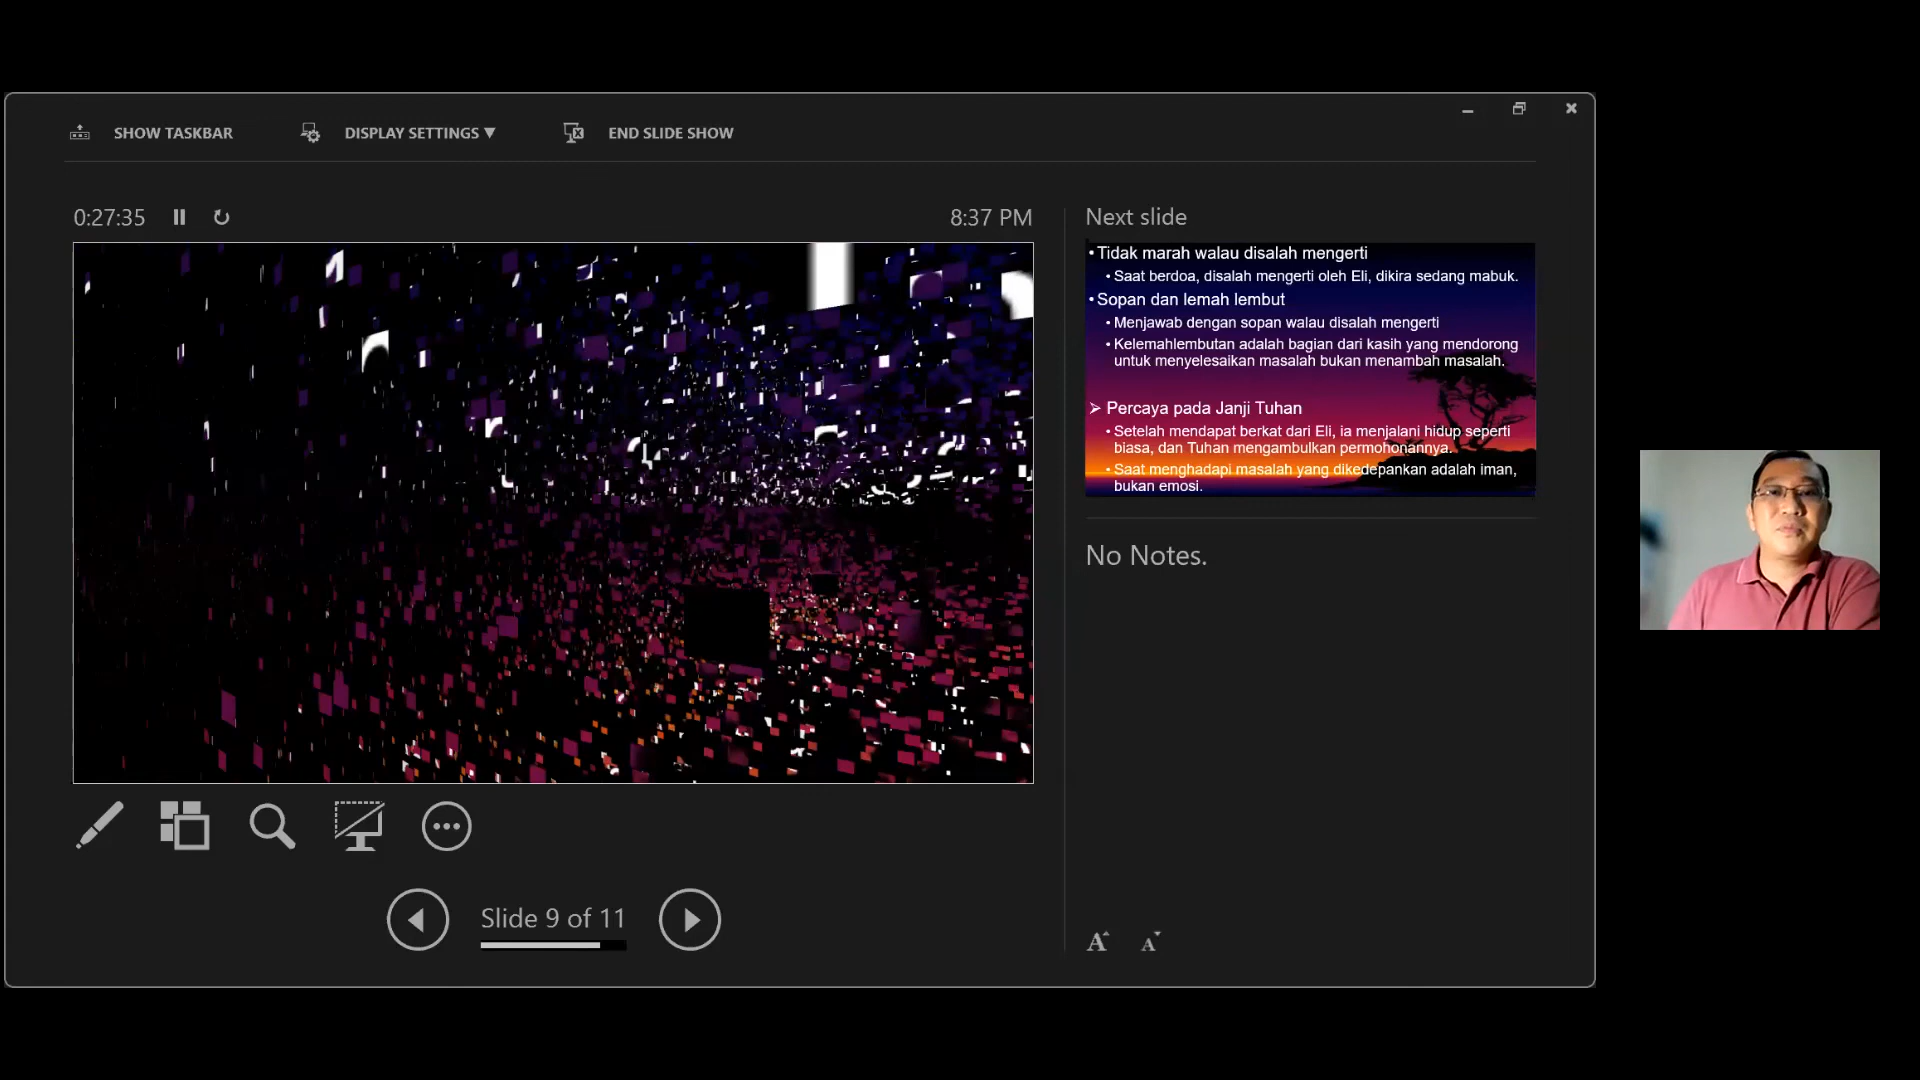 SHOW TASKBAR
DISPLAY SETTINGS ▼
END SLIDE SHOW
0:27:35
8:37 PM
Next slide
• Tidak marah walau disalah mengerti
• Saat berdoa, disalah mengerti oleh Eli, dikira sedang mabuk.
• Sopan dan lemah lembut
• Menjawab dengan sopan walau disalah mengerti
• Kelemahlembutan adalah bagian dari kasih yang mendorong
untuk menyelesaikan masalah bukan menambah masalah.
➢ Percaya pada Janji Tuhan
• Setelah mendapat berkat dari Eli, ia menjalani hidup seperti
biasa, dan Tuhan mengambulkan permohonannya.
• Saat menghadapi masalah yang dikedepankan adalah iman,
bukan emosi.
No Notes.
Slide 9 of 11
A A